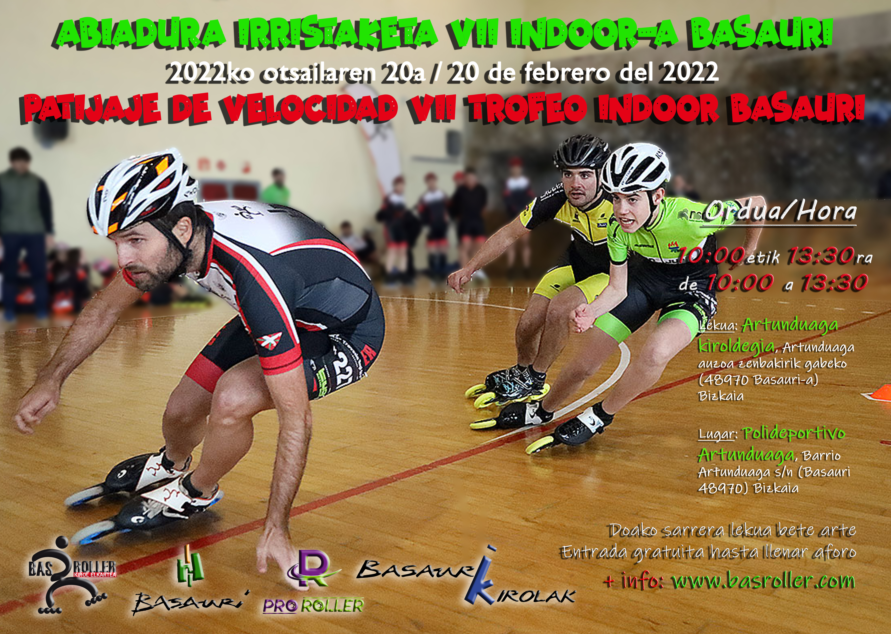 ABIADURA IRRISTAKETA VII INDOOR-A BASAURI
2022ko otsailaren 20a / 20 de febrero del 2022
PATIJAJE DE VELOCIDAD VII TROFEO INDOOR BASAURI
Ordua/Hora
10:00etik 13:30ra
de 10:00 a 13:30
Lekua: Artunduaga
kiroldegia, Artunduaga
auzoa zenbakirik gabeko
(48970 Basauri-a)
Bizkaia
Lugar: Polideportivo
Artunduaga, Barrio
Artunduaga s/n (Basauri
48970) Bizkaia
Doako sarrera lekua bete arte
Entrada gratuita hasta llenar aforo
+ info: www.basroller.com
BAS ROLLER
BASAURI
PRO ROLLER
BASAURI KIROLAK